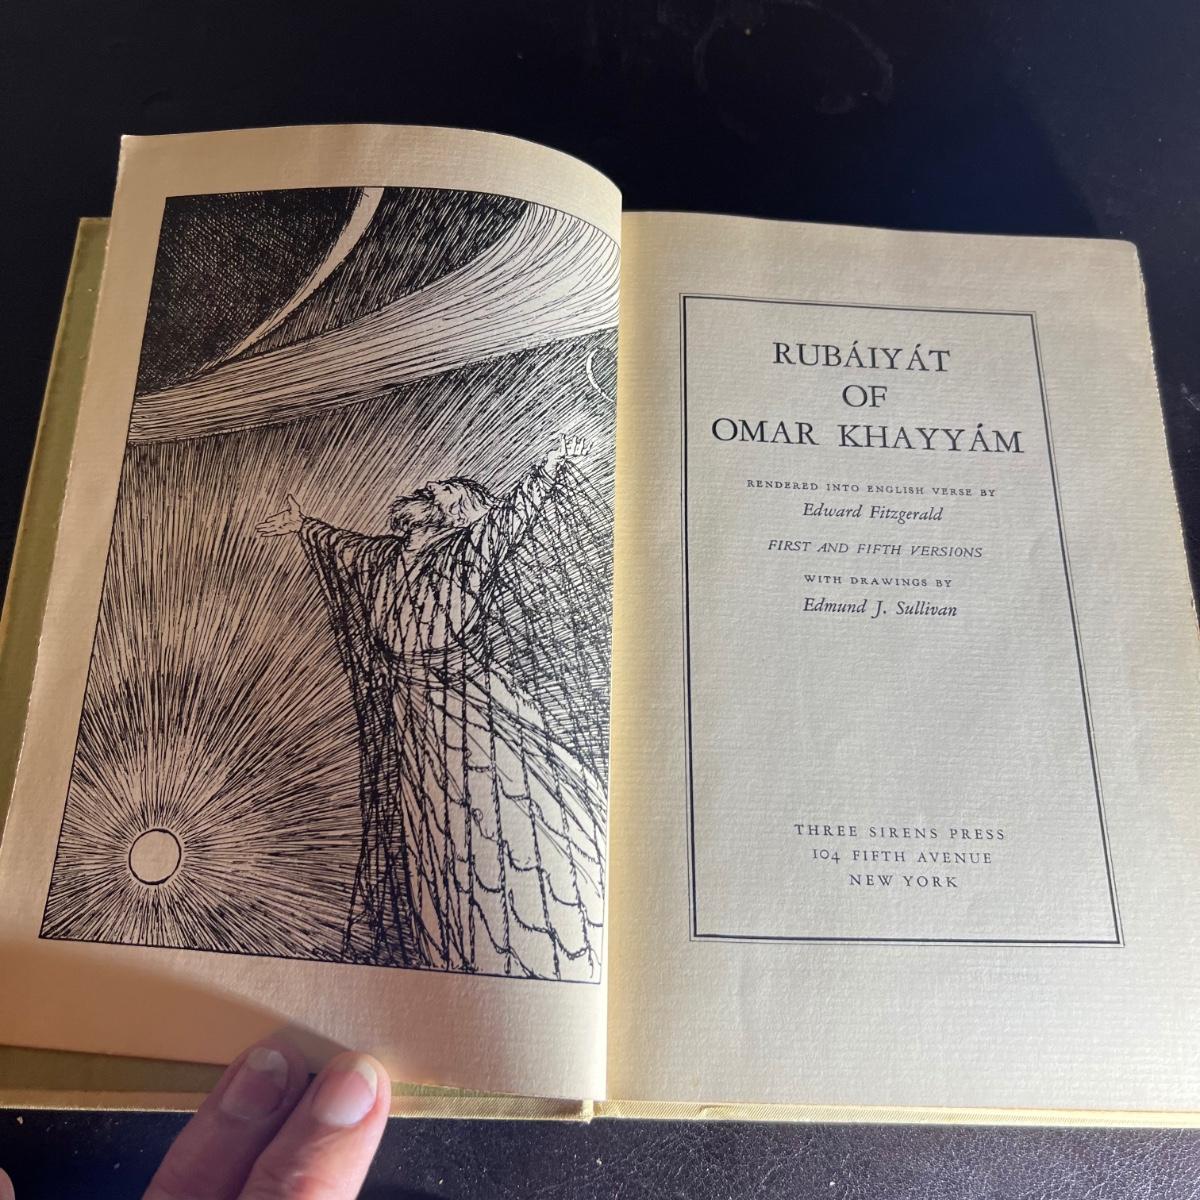 RUBÁIYÁT
OF
OMAR KHAYYÁM
RENDERED INTO ENGLISH VERSE BY
Edward Fitzgerald
FIRST AND FIFTH VERSIONS
WITH DRAWINGS BY
Edmund J. Sullivan
THREE SIRENS PRESS
104 FIFTH AVENUE
NEW YORK